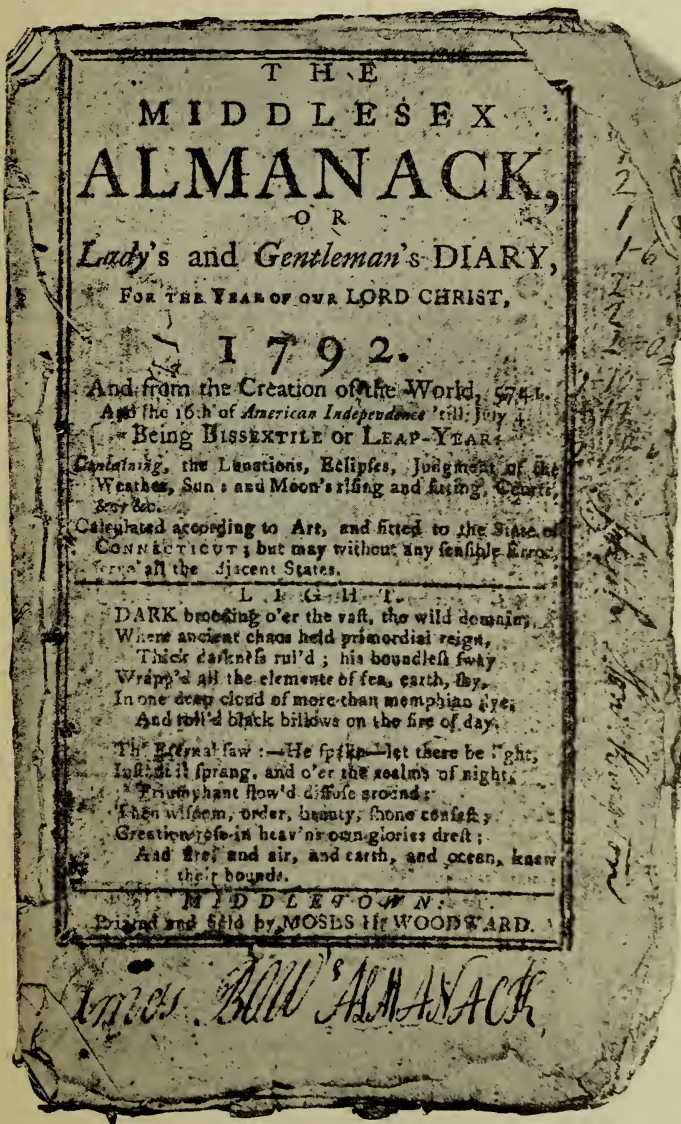 THE
MIDDLESEX
ALMANACK,
OR
Lady's and Gentleman's DIARY,
FOR THE YEAR OF OUR LORD CHRIST,
1792.
And from the Creation of the World, 5741.
And the 16th of American Independence 'till July 4.
Being BISSEXTILE or LEAP-YEAR:
Containing, the Lunations, Eclipſes, Judgment of the
Weather, Sun's and Moon's riſing and ſetting, Courts,
&c. &c.
Calculated according to Art, and fitted to the State of
CONNECTICUT; but may without any ſenſible Error,
all the djacent States.
LIGHT.
DARK brooding o'er the vaſt, the wild domain,
Where ancient chaos held primordial reign,
Thick darkneſs rul'd; his boundleſs ſway
Wrapp'd all the elements of ſea, earth, ſky,
In one deep cloud of more than memphian dye,
And roll'd black billows on the fire of day.
Th' Eternal ſaw:—He ſpake—let there be light,
Inſtant it ſprang, and o'er the realms of night,
Triumphant flow'd diffuſe around:
Then wiſdom, order, beauty, ſhone confeſt;
Creation roſe in heav'n's own glories dreſt;
And fire, and air, and earth, and ocean, knew
their bounds.
MIDDLETOWN:
Printed and Sold by MOSES H. WOODWARD.
James BOW'S ALMANACK
2
1
1-6